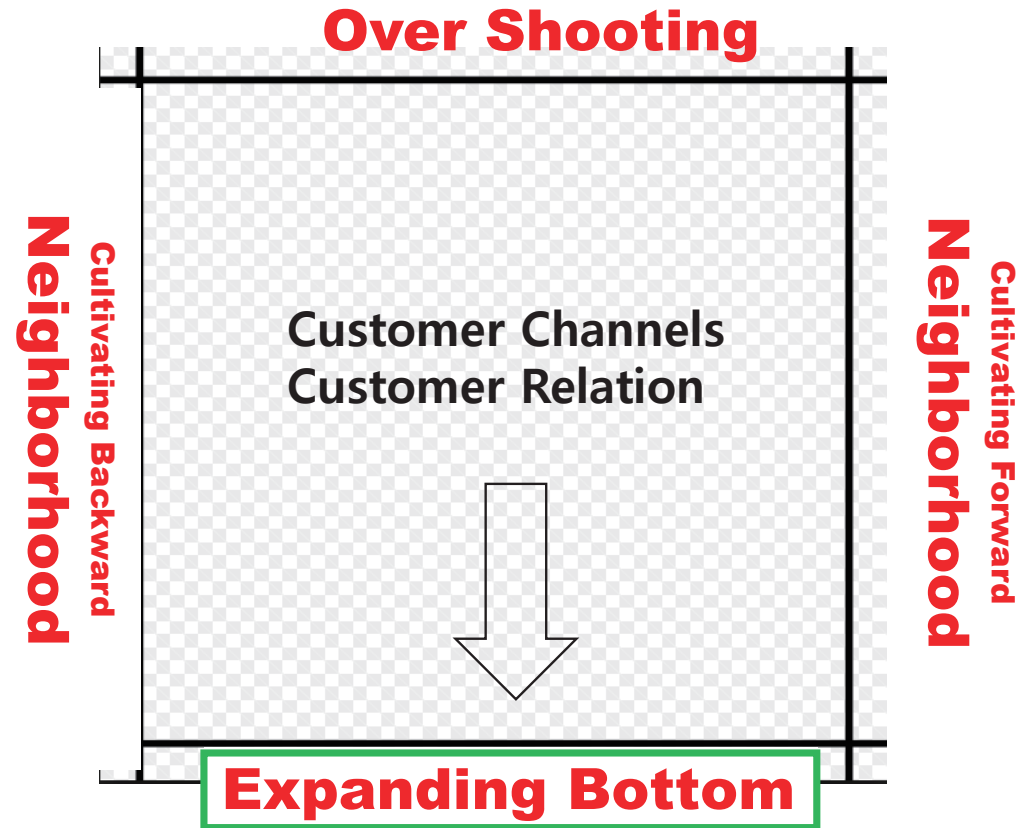 Over Shooting
Neighborhood
Cultivating Backward
Customer Channels
Customer Relation
Neighborhood
Cultivating Forward
Expanding Bottom